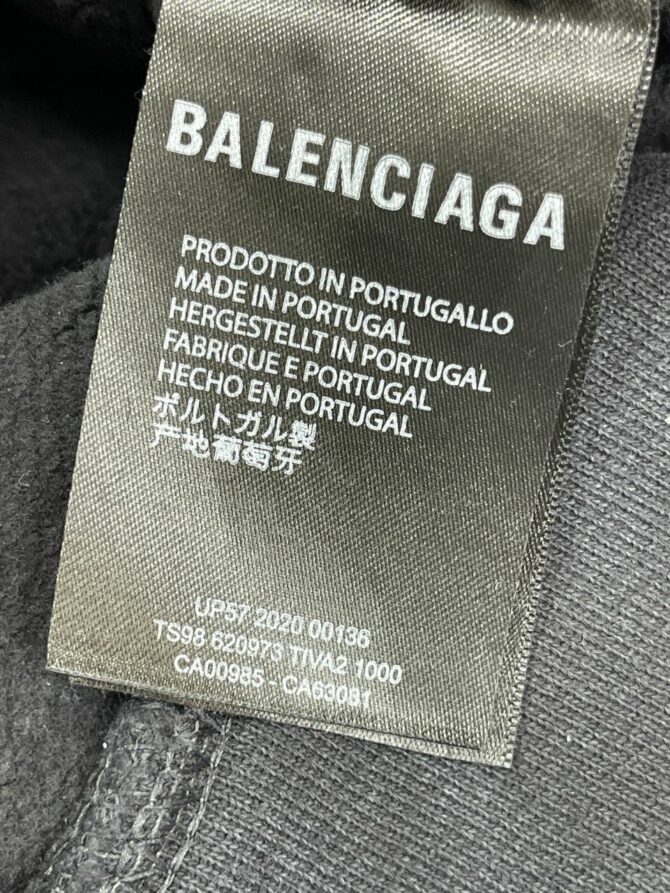 BALENCIAGA
PRODOTTO IN PORTUGALLO
MADE IN PORTUGAL
HERGESTELLT IN PORTUGAL
FABRIQUE E PORTUGAL
HECHO EN PORTUGAL
ポルトガル製
产地葡萄牙
UP57 2020 00136
TS98 620973 TIVA2 1000
CA00985 - CA63081